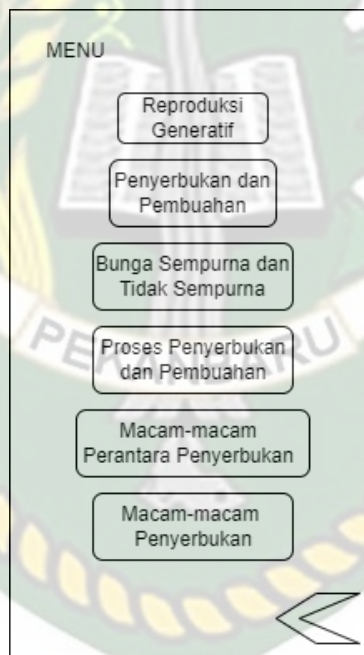 MENU
Reproduksi
Generatif
Penyerbukan dan
Pembuahan
Bunga Sempurna dan
Tidak Sempurna
PEKANBARU
Proses Penyerbukan
dan Pembuahan
Macam-macam
Perantara Penyerbukan
Macam-macam
Penyerbukan